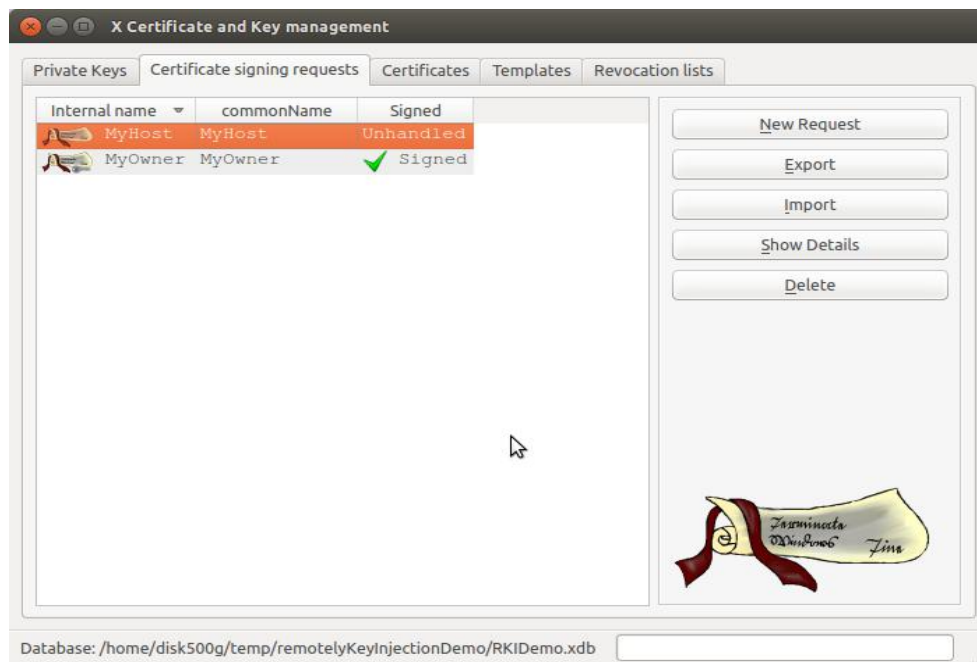 X Certificate and Key management
Private Keys Certificate signing requests Certificates Templates Revocation lists
Internal name commonName Signed
MyHost MyHost Unhandled
MyOwner MyOwner Signed
New Request
Export
Import
Show Details
Delete
Database: /home/disk500g/temp/remotelyKeyInjectionDemo/RKIDemo.xdb